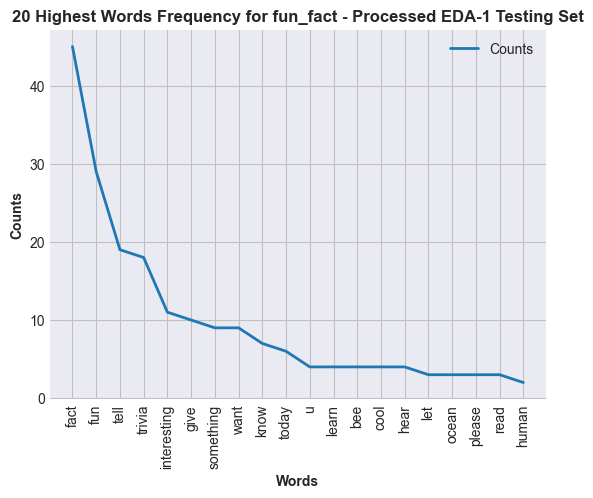 20 Highest Words Frequency for fun_fact - Processed EDA-1 Testing Set
Counts
40
30
20
10
0
Counts
fact
fun
tell
trivia
interesting
give
something
want
know
today
u
learn
bee
cool
hear
let
ocean
please
read
human
Words